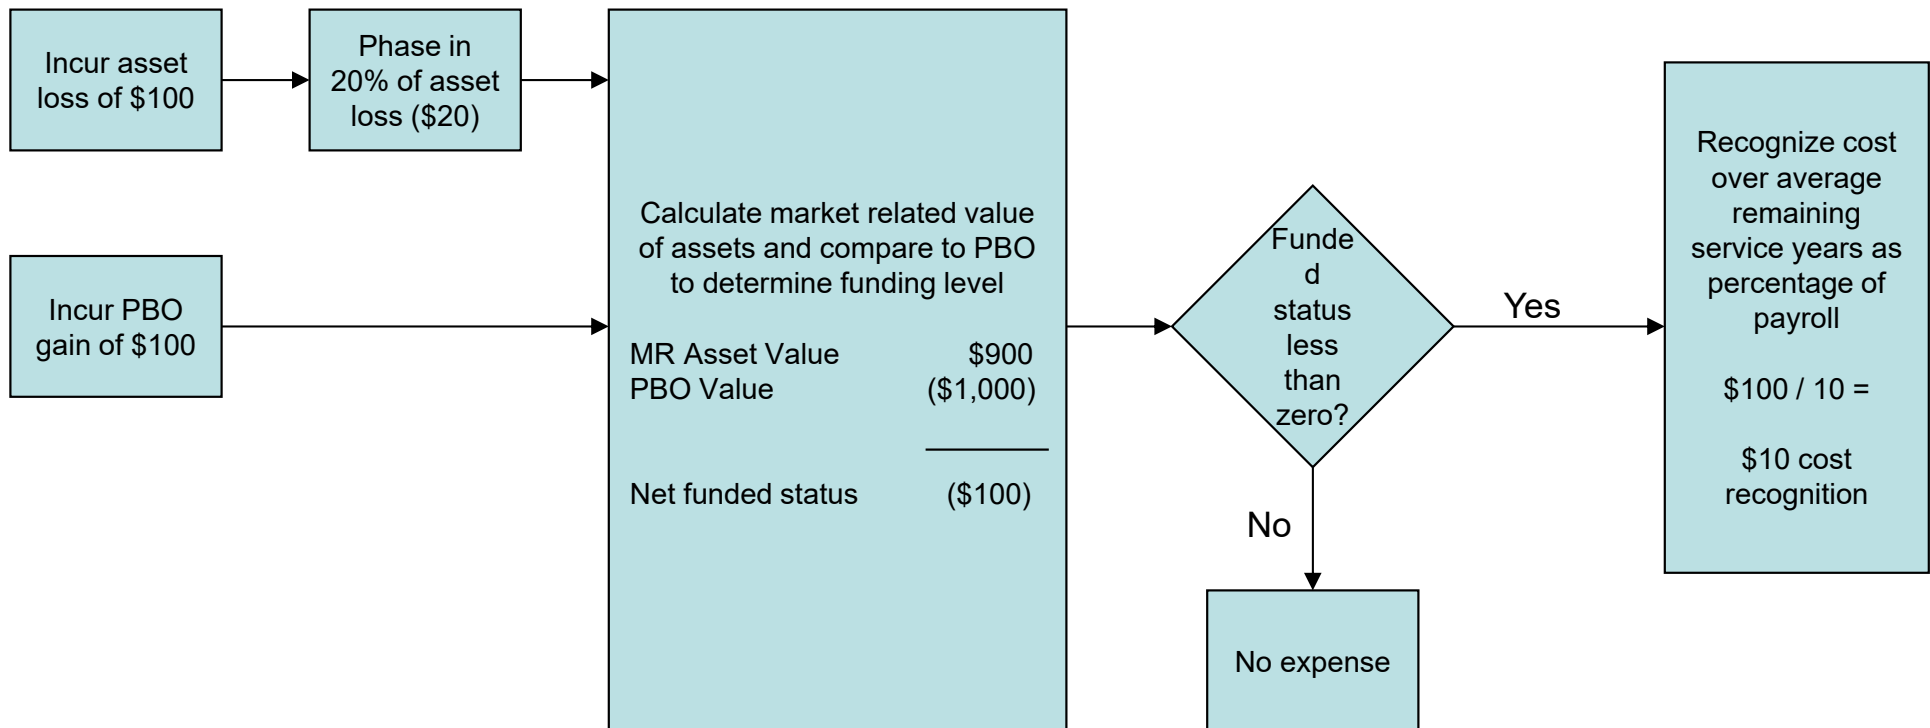 Incur asset
loss of $100
Phase in
20% of asset
loss ($20)
Incur PBO
gain of $100
Calculate market related value
of assets and compare to PBO
to determine funding level
MR Asset Value $900
PBO Value ($1,000)
Net funded status ($100)
Funde
d
status
less
than
zero?
Yes
No
No expense
Recognize cost
over average
remaining
service years as
percentage of
payroll
$100 / 10 =
$10 cost
recognition